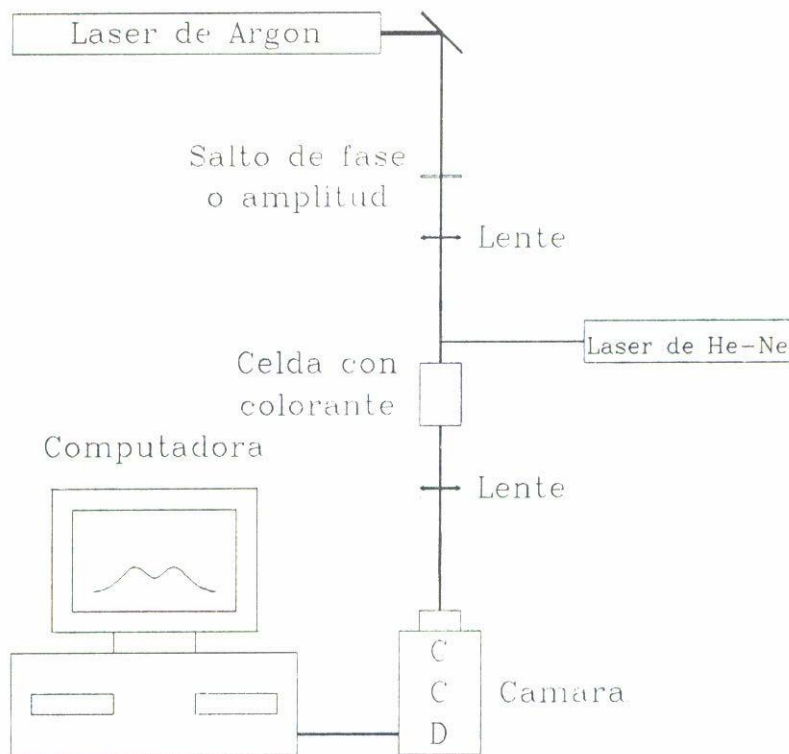 Laser de Argon
Salto de fase
o amplitud
Lente
Laser de He-Ne
Celda con
colorante
Computadora
Lente
C
C
D
Camara